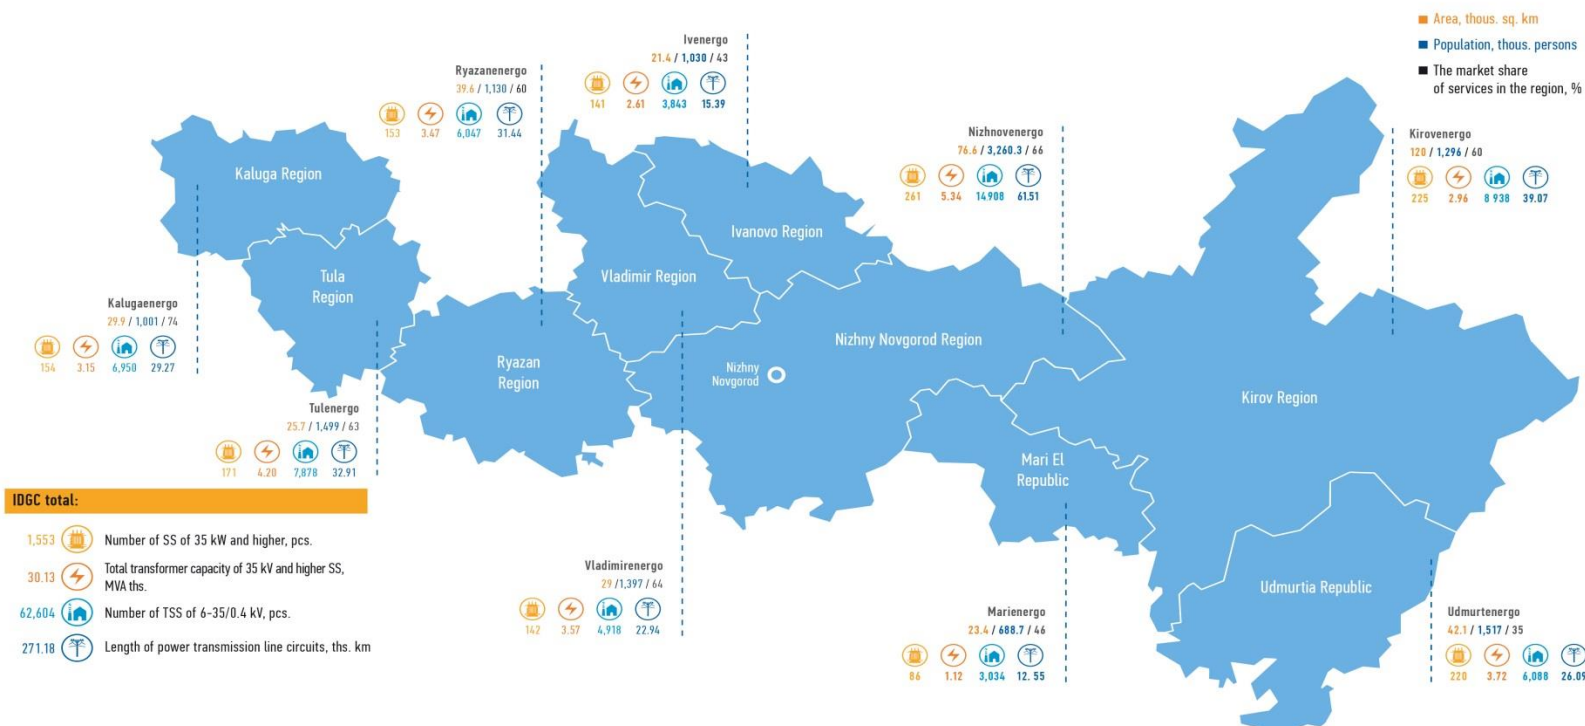 Area, thous. sq. km
Population, thous. persons
The market share
of services in the region, %
Ivenergo
21.4 / 1,030 / 43
141 2.61 3,843 15.39
Ryazanenergo
39.6 / 1,130 / 60
153 3.47 6,047 31.44
Nizhnovenergo
76.6 / 3,260.3 / 66
261 5.34 14908 61.51
Kirovenergo
120 / 1,296 / 60
225 2.96 8 938 39.07
Kaluga Region
Ivanovo Region
Tula
Region
Vladimir Region
Kalugaenergo
29.9 / 1,001 / 74
154 3.15 6,950 29.27
Nizhny Novgorod Region
Ryazan
Region
Nizhny
Novgorod
Kirov Region
Tulenergo
25.7 / 1,499 / 63
171 4.20 7,878 32.91
Mari El
Republic
IDGC total:
1,553 Number of SS of 35 kW and higher, pcs.
30.13 Total transformer capacity of 35 kV and higher SS,
MVA ths.
62,604 Number of TSS of 6-35/0.4 kV, pcs.
271.18 Length of power transmission line circuits, ths. km
Vladimirenergo
29 /1,397 / 64
142 3.57 4,918 22.94
Udmurtia Republic
Marienergo
23.4 / 688.7 / 46
86 1.12 3,034 12. 55
Udmurtenergo
42.1 / 1,517 / 35
220 3.72 6,088 26.09